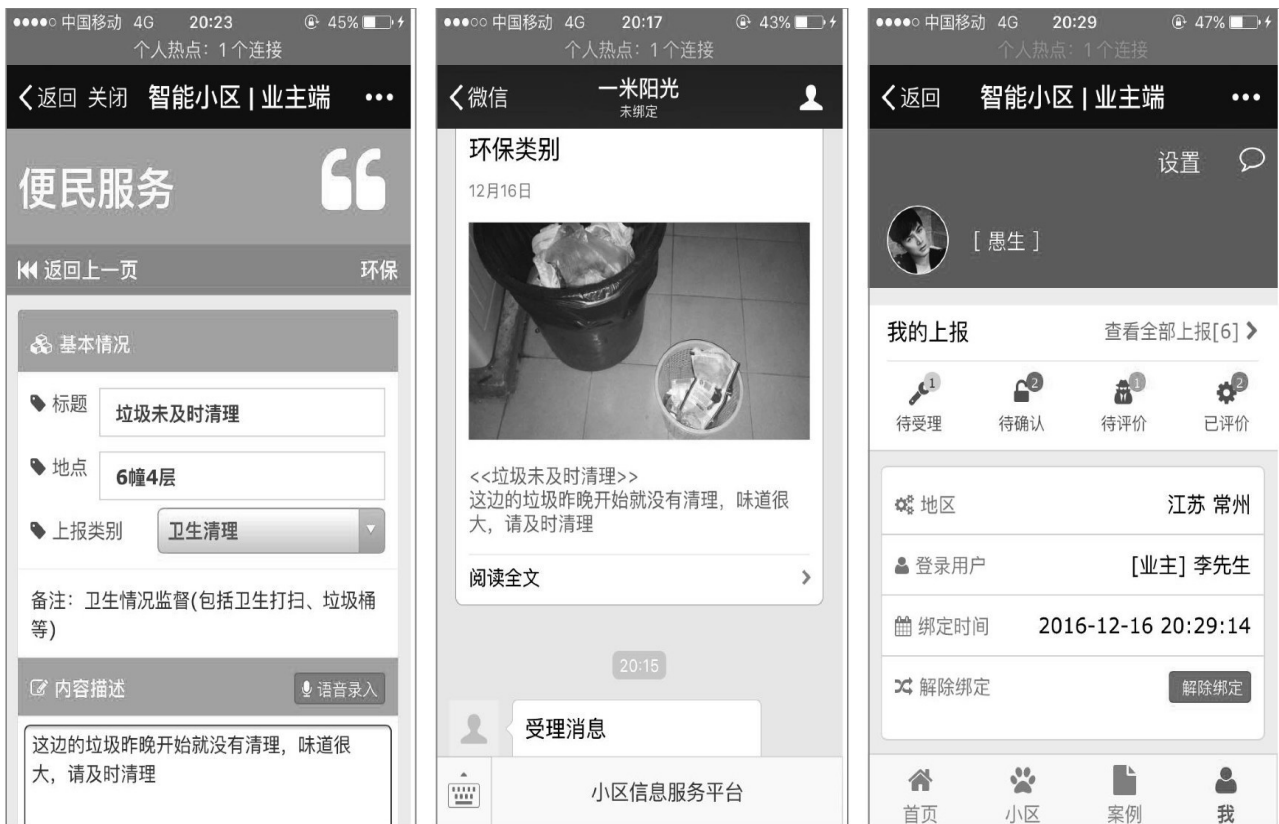 中国移动 4G 20:23 45%
个人热点：1个连接
返回 关闭 智能小区 | 业主端
便民服务
返回上一页 环保
基本情况
标题 垃圾未及时清理
地点 6幢4层
上报类别 卫生清理
备注：卫生情况监督(包括卫生打扫、垃圾桶
等)
内容描述 语音录入
这边的垃圾昨晚开始就没有清理，味道很
大，请及时清理
中国移动 4G 20:17 43%
个人热点：1个连接
微信 一米阳光
未绑定
环保类别
12月16日
<<垃圾未及时清理>>
这边的垃圾昨晚开始就没有清理，味道很
大，请及时清理
阅读全文
20:15
受理消息
小区信息服务平台
中国移动 4G 20:29 47%
个人热点：1个连接
返回 智能小区 | 业主端
设置
[ 愚生 ]
我的上报 查看全部上报[6]
1 2 1 2
待受理 待确认 待评价 已评价
地区 江苏 常州
登录用户 [业主] 李先生
绑定时间 2016-12-16 20:29:14
解除绑定 解除绑定
首页 小区 案例 我